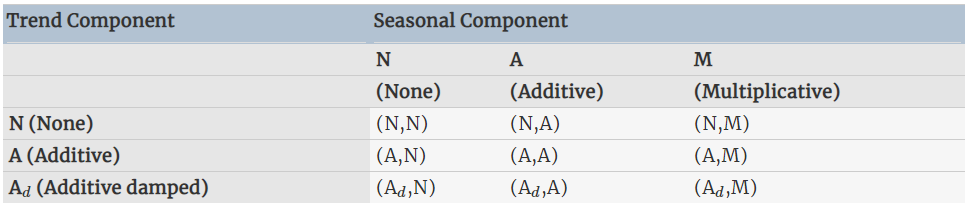 Trend Component Seasonal Component
N A M
(None) (Additive) (Multiplicative)
N (None) (N,N) (N,A) (N,M)
A (Additive) (A,N) (A,A) (A,M)
A_d (Additive damped) (A_d,N) (A_d,A) (A_d,M)